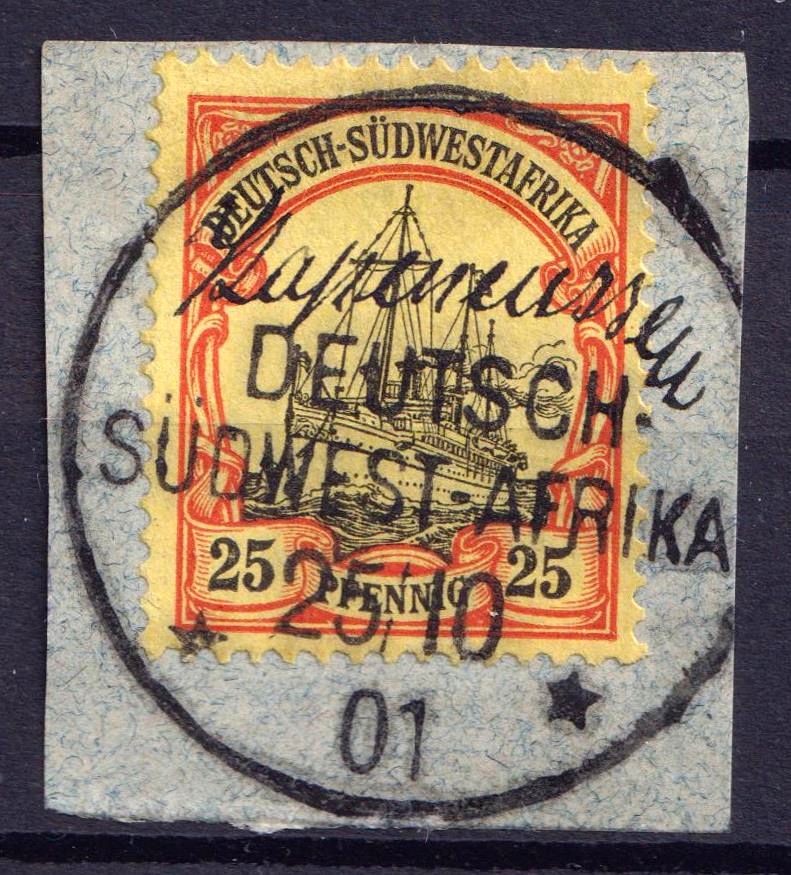 DEUTSCH-SÜDWESTAFRIKA
DEUTSCH-
SÜDWEST-AFRIKA
25 PFENNIG 25
25/10
01